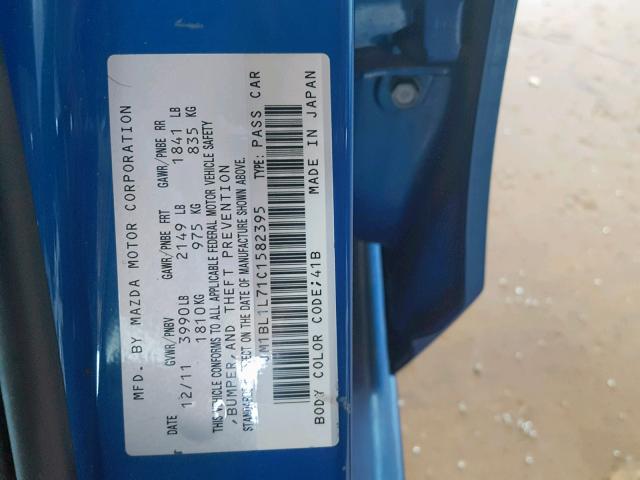 MFD. BY MAZDA MOTOR CORPORATION
DATE GVWR/PNBV GAWR/PNBE FRT GAWR/PNBE RR
12/11 3990LB 2149 LB 1841 LB
1810KG 975 KG 835 KG
THIS VEHICLE CONFORMS TO ALL APPLICABLE FEDERAL MOTOR VEHICLE SAFETY
,BUMPER,AND THEFT PREVENTION
STANDARDS IN EFFECT ON THE DATE OF MANUFACTURE SHOWN ABOVE.
JM1BL1L71C1582395 TYPE: PASS CAR
BODY COLOR CODE;41B MADE IN JAPAN